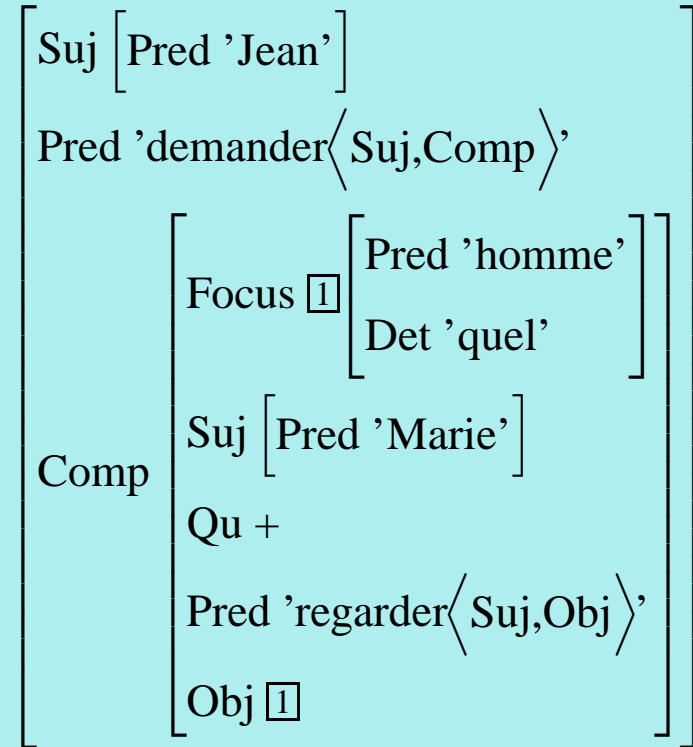 Suj [Pred ’Jean’]
Pred ’demander⟨Suj,Comp⟩’
Pred ’homme’
Focus 1
Det ’quel’
Suj [Pred ’Marie’]
Comp
Qu +
Pred ’regarder⟨Suj,Obj⟩’
Obj 1